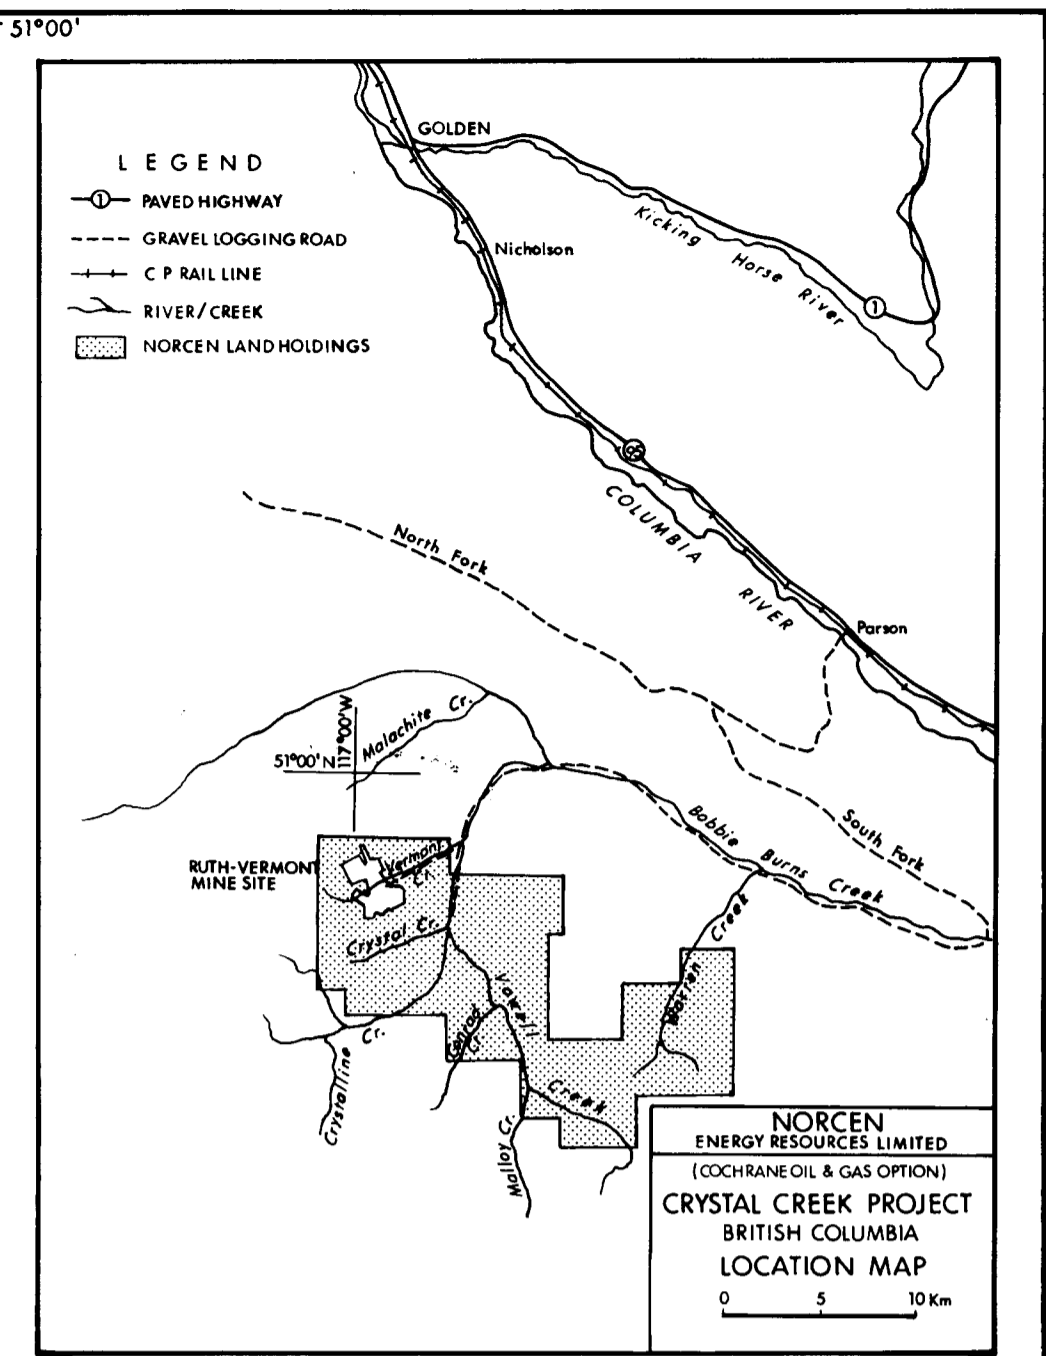 51°00'
GOLDEN
LEGEND
1 PAVED HIGHWAY
GRAVEL LOGGING ROAD
C P RAIL LINE
RIVER/CREEK
NORCEN LAND HOLDINGS
Nicholson
Kicking Horse River
1
COLUMBIA RIVER
North Fork
Parson
Malachite Cr.
117°00'W
51°00'N
South Fork
Bobbie Burns Creek
RUTH-VERMONT
MINE SITE
Vermont
Cr.
Crystal Cr.
Creek
Vowell
Conrad
Cr.
Cr.
Crystalline
Creek
Malloy Cr.
NORCEN
ENERGY RESOURCES LIMITED
(COCHRANE OIL & GAS OPTION)
CRYSTAL CREEK PROJECT
BRITISH COLUMBIA
LOCATION MAP
0 5 10 Km